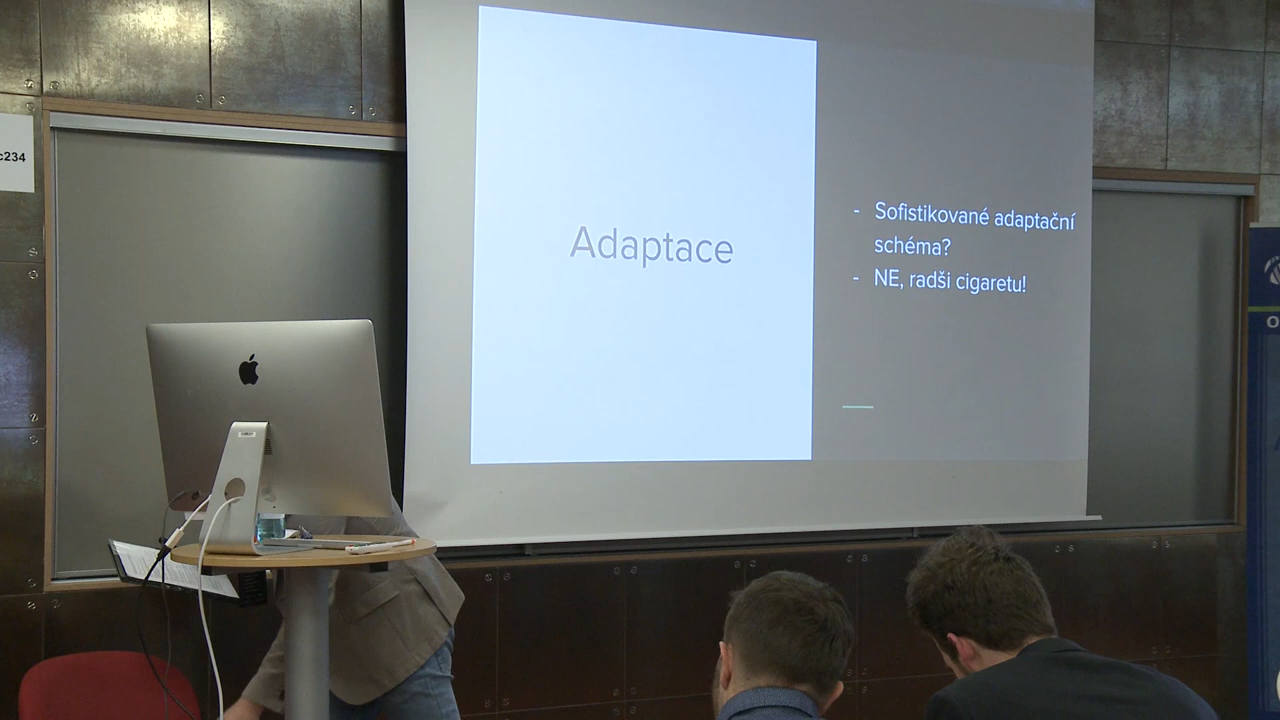 c234
Adaptace
- Sofistikované adaptační
schéma?
- NE, radši cigaretu!